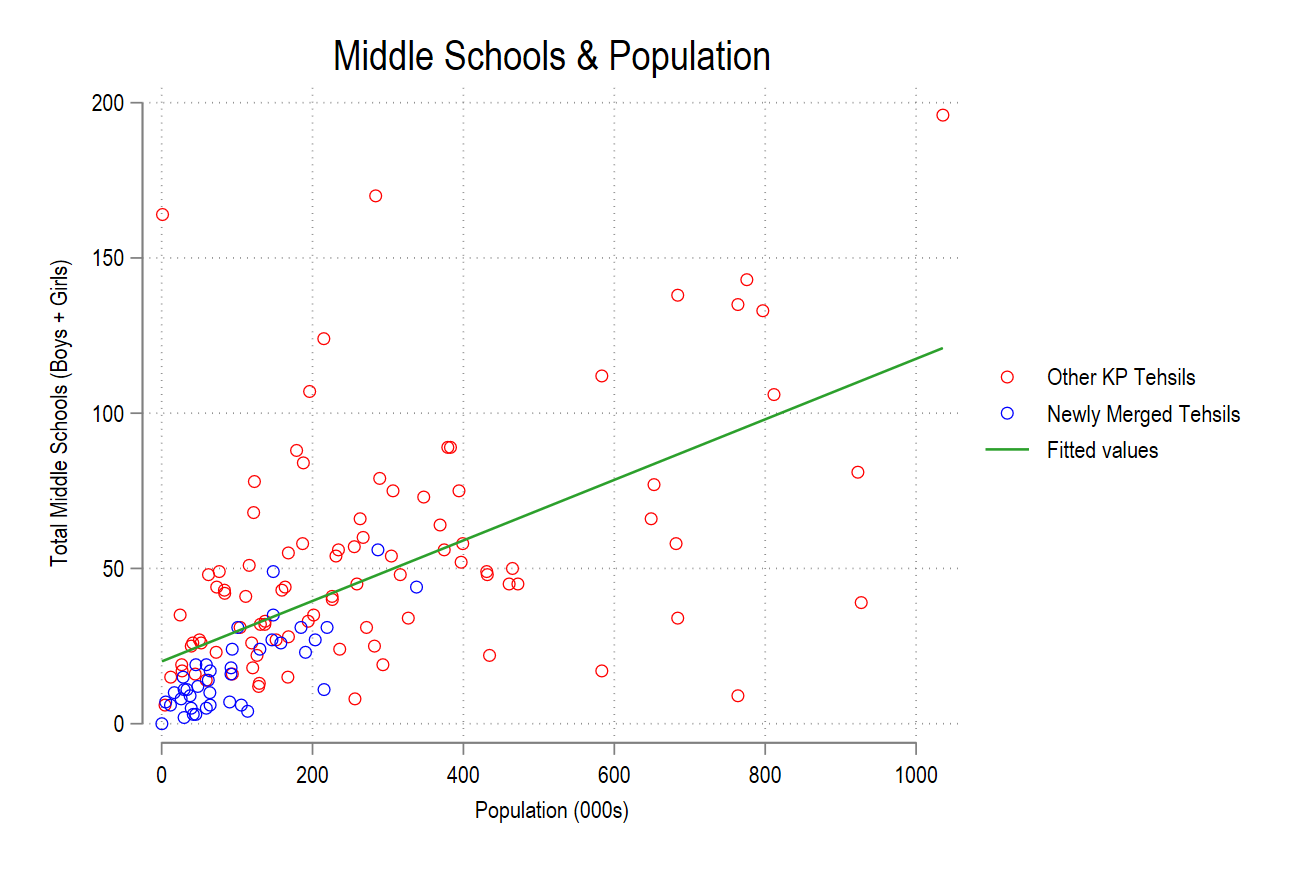 Middle Schools & Population
Total Middle Schools (Boys + Girls)
200
150
100
50
0
0 200 400 600 800 1000
Population (000s)
Other KP Tehsils
Newly Merged Tehsils
Fitted values